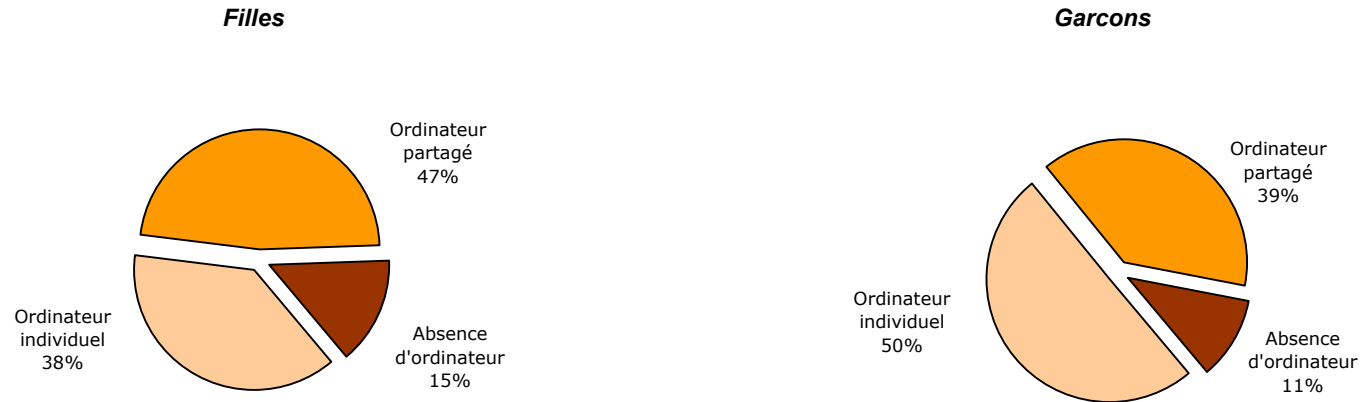 Filles
Garcons
Ordinateur
partagé
47%
Ordinateur
individuel
38%
Absence
d'ordinateur
15%
Ordinateur
partagé
39%
Ordinateur
individuel
50%
Absence
d'ordinateur
11%